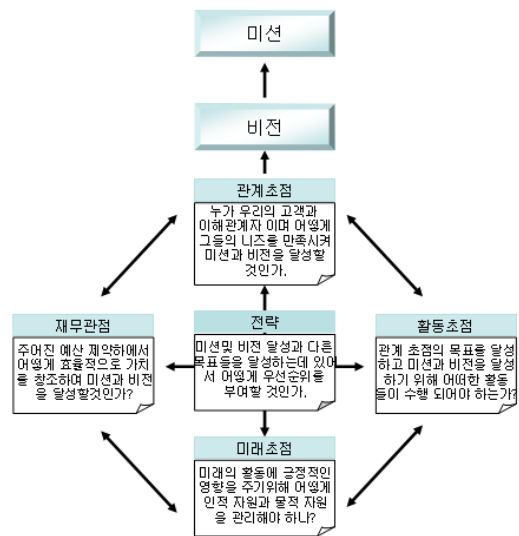 미션
비전
관계초점
누가 우리의 고객과
이해관계자 이며 어떻게
그들의 니즈를 만족시켜
미션과 비전을 달성할
것인가.
재무관점
주어진 예산 제약하에서
어떻게 효율적으로 가치
를 창조하여 미션과 비전
을 달성할것인가?
전략
미션및 비전 달성과 다른
목표들을 달성하는데 있어
서 어떻게 우선순위를
부여할 것인가.
활동초점
관계 초점의 목표를 달성
하고 미션과 비전을 달성
하기 위해 어떠한 활동
들이 수행 되어야 하는가?
미래초점
미래의 활동에 긍정적인
영향을 주기위해 어떻게
인적 자원과 물적 자원
을 관리해야 하나?